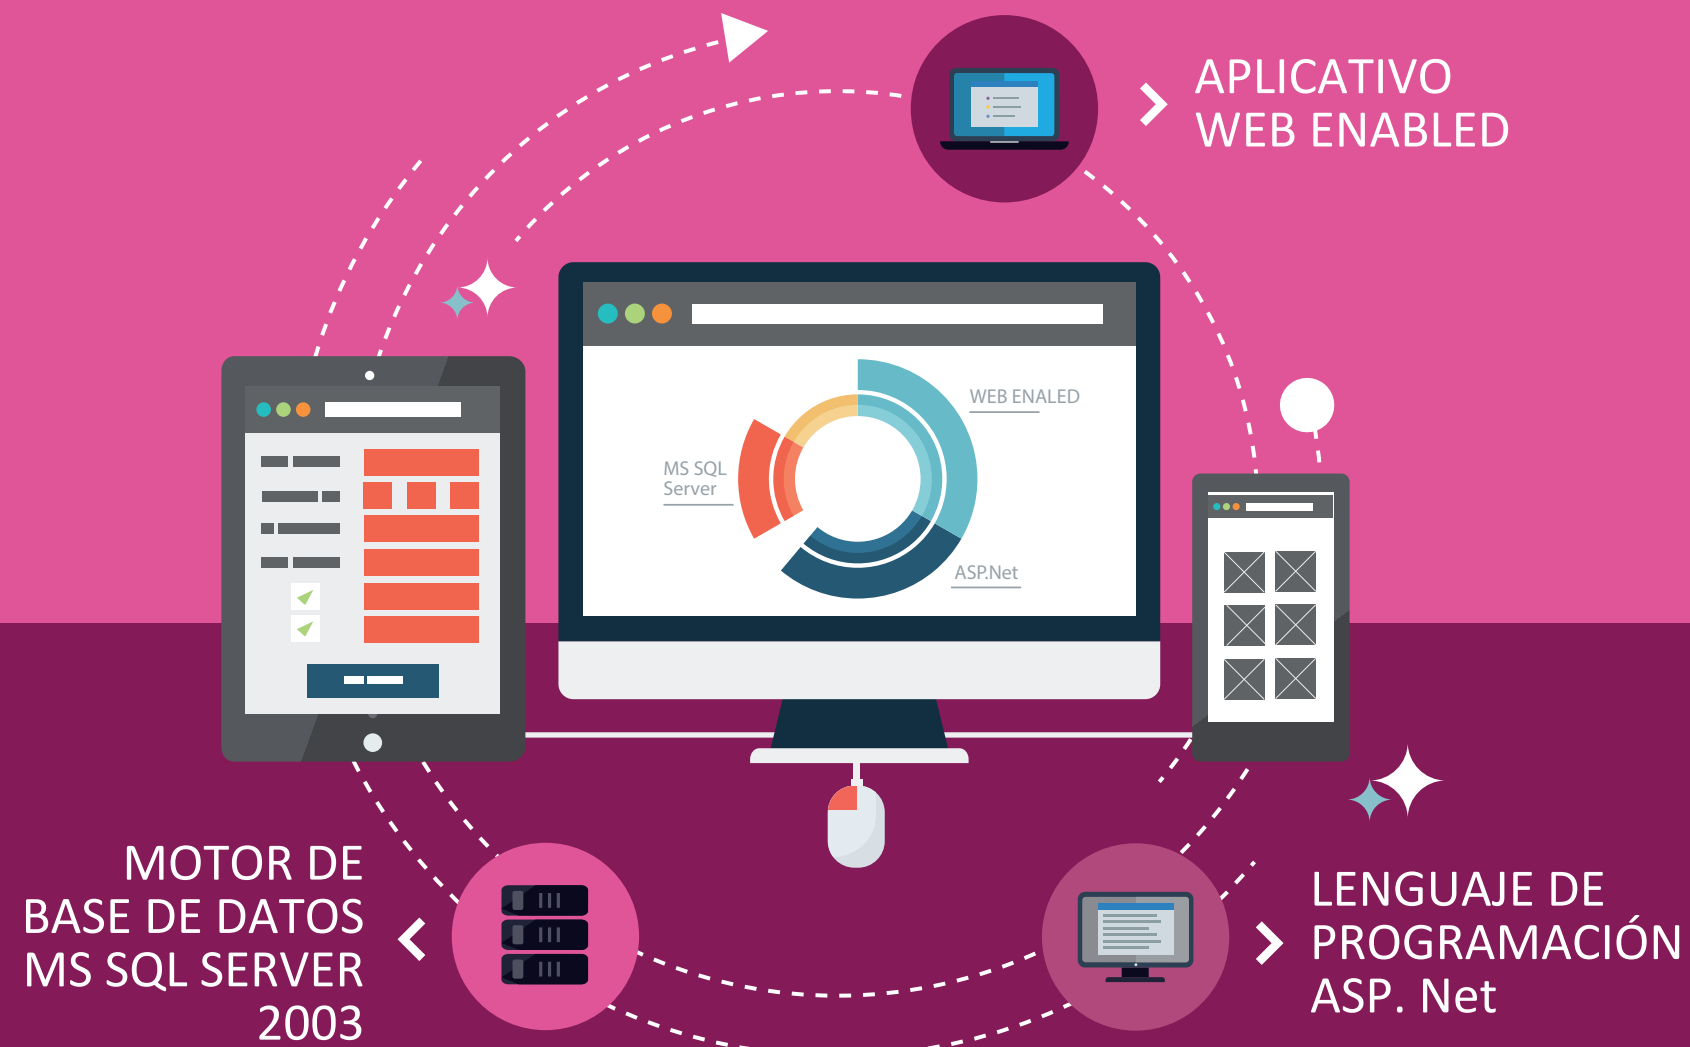 APLICATIVO
WEB ENABLED
WEB ENALED
MS SQL
Server
ASP.Net
MOTOR DE
BASE DE DATOS
MS SQL SERVER
2003
LENGUAJE DE
PROGRAMACIÓN
ASP. Net